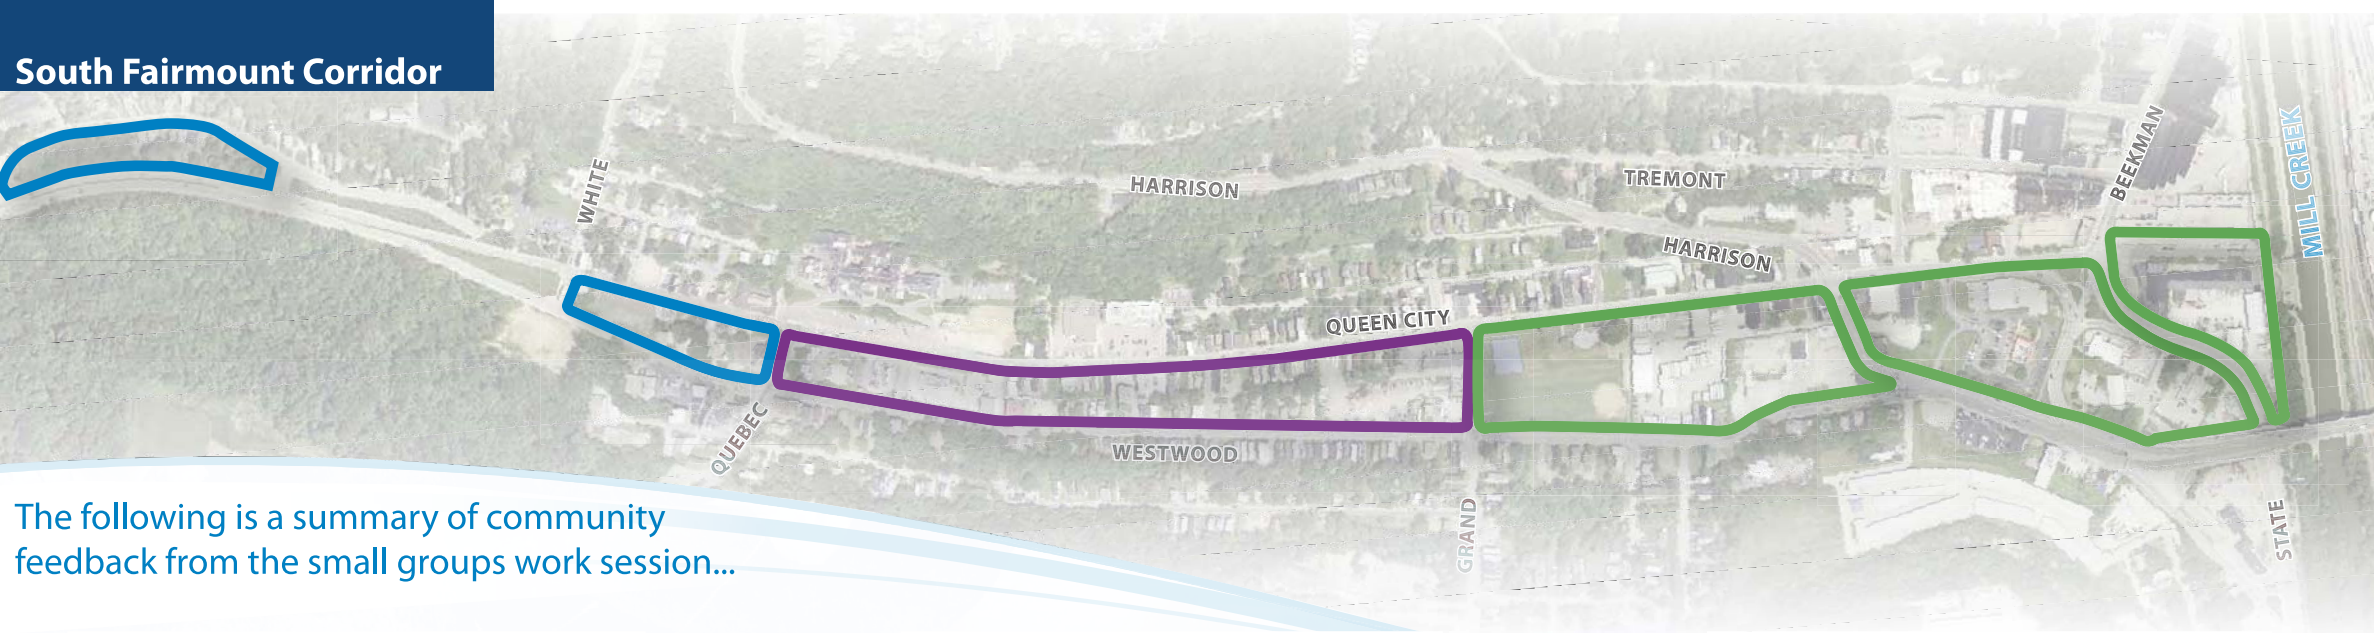 South Fairmount Corridor
WHITE
HARRISON
TREMONT
BEEKMAN
MILL CREEK
HARRISON
QUEEN CITY
QUEBEC
WESTWOOD
GRAND
STATE
The following is a summary of community
feedback from the small groups work session...